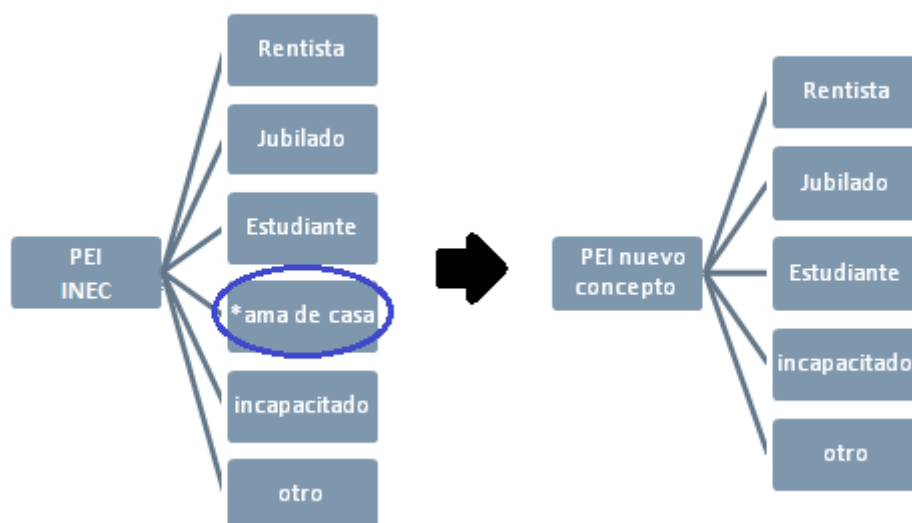 PEI
INEC
Rentista
Jubilado
Estudiante
*ama de casa
incapacitado
otro
PEI nuevo
concepto
Rentista
Jubilado
Estudiante
incapacitado
otro